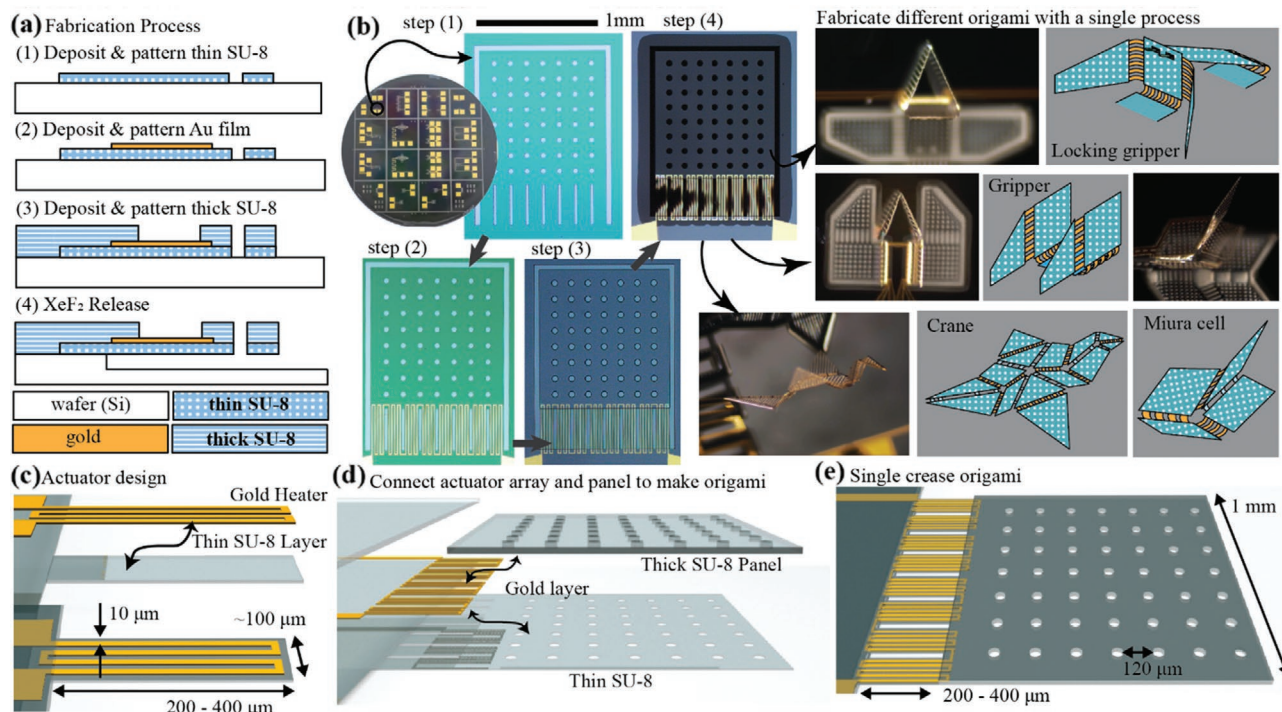 (a) Fabrication Process
(1) Deposit & pattern thin SU-8
(2) Deposit & pattern Au film
(3) Deposit & pattern thick SU-8
(4) XeF₂ Release
wafer (Si)
thin SU-8
gold
thick SU-8
(b)
step (1)
1mm
step (4)
step (2)
step (3)
Fabricate different origami with a single process
Locking gripper
Gripper
Crane
Miura cell
(c) Actuator design
Gold Heater
Thin SU-8 Layer
10 μm
~100 μm
200 - 400 μm
(d) Connect actuator array and panel to make origami
Thick SU-8 Panel
Gold layer
Thin SU-8
(e) Single crease origami
1 mm
120 μm
200 - 400 μm